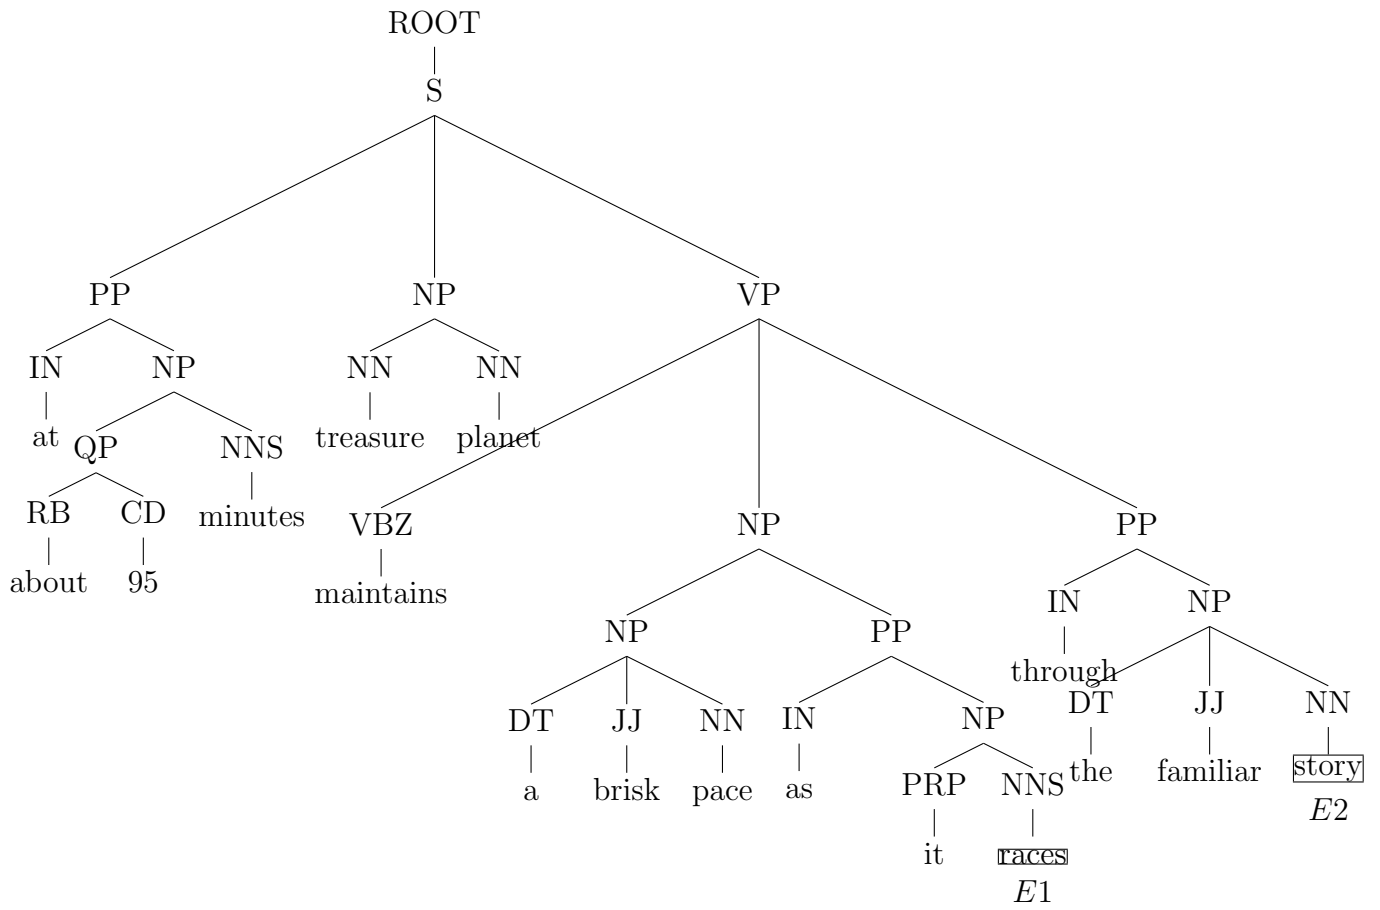 ROOT
S
PP NP VP
IN NP NN NN
at QP NNS treasure planet
RB CD minutes VBZ NP PP
about 95 maintains
IN NP
NP PP through
DT JJ NN
DT JJ NN IN NP
the familiar story
a brisk pace as PRP NNS
E2
it races
E1